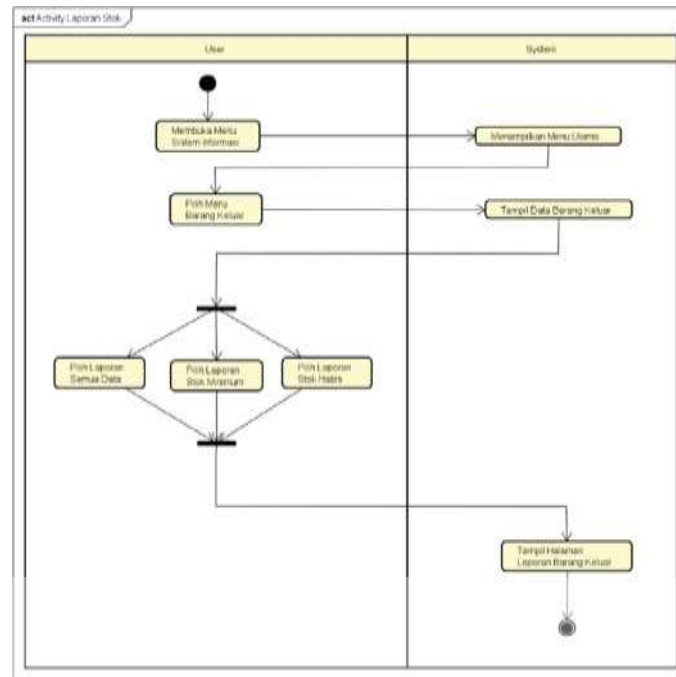 act Activity Laporan Stok
User
System
Membuka Menu
Sistem Informasi
Menampilkan Menu Utama
Pilih Menu
Barang Keluar
Tampil Data Barang Keluar
Pilih Laporan
Semua Data
Pilih Laporan
Stok Minimum
Pilih Laporan
Stok Habis
Tampil Halaman
Laporan Barang Keluar